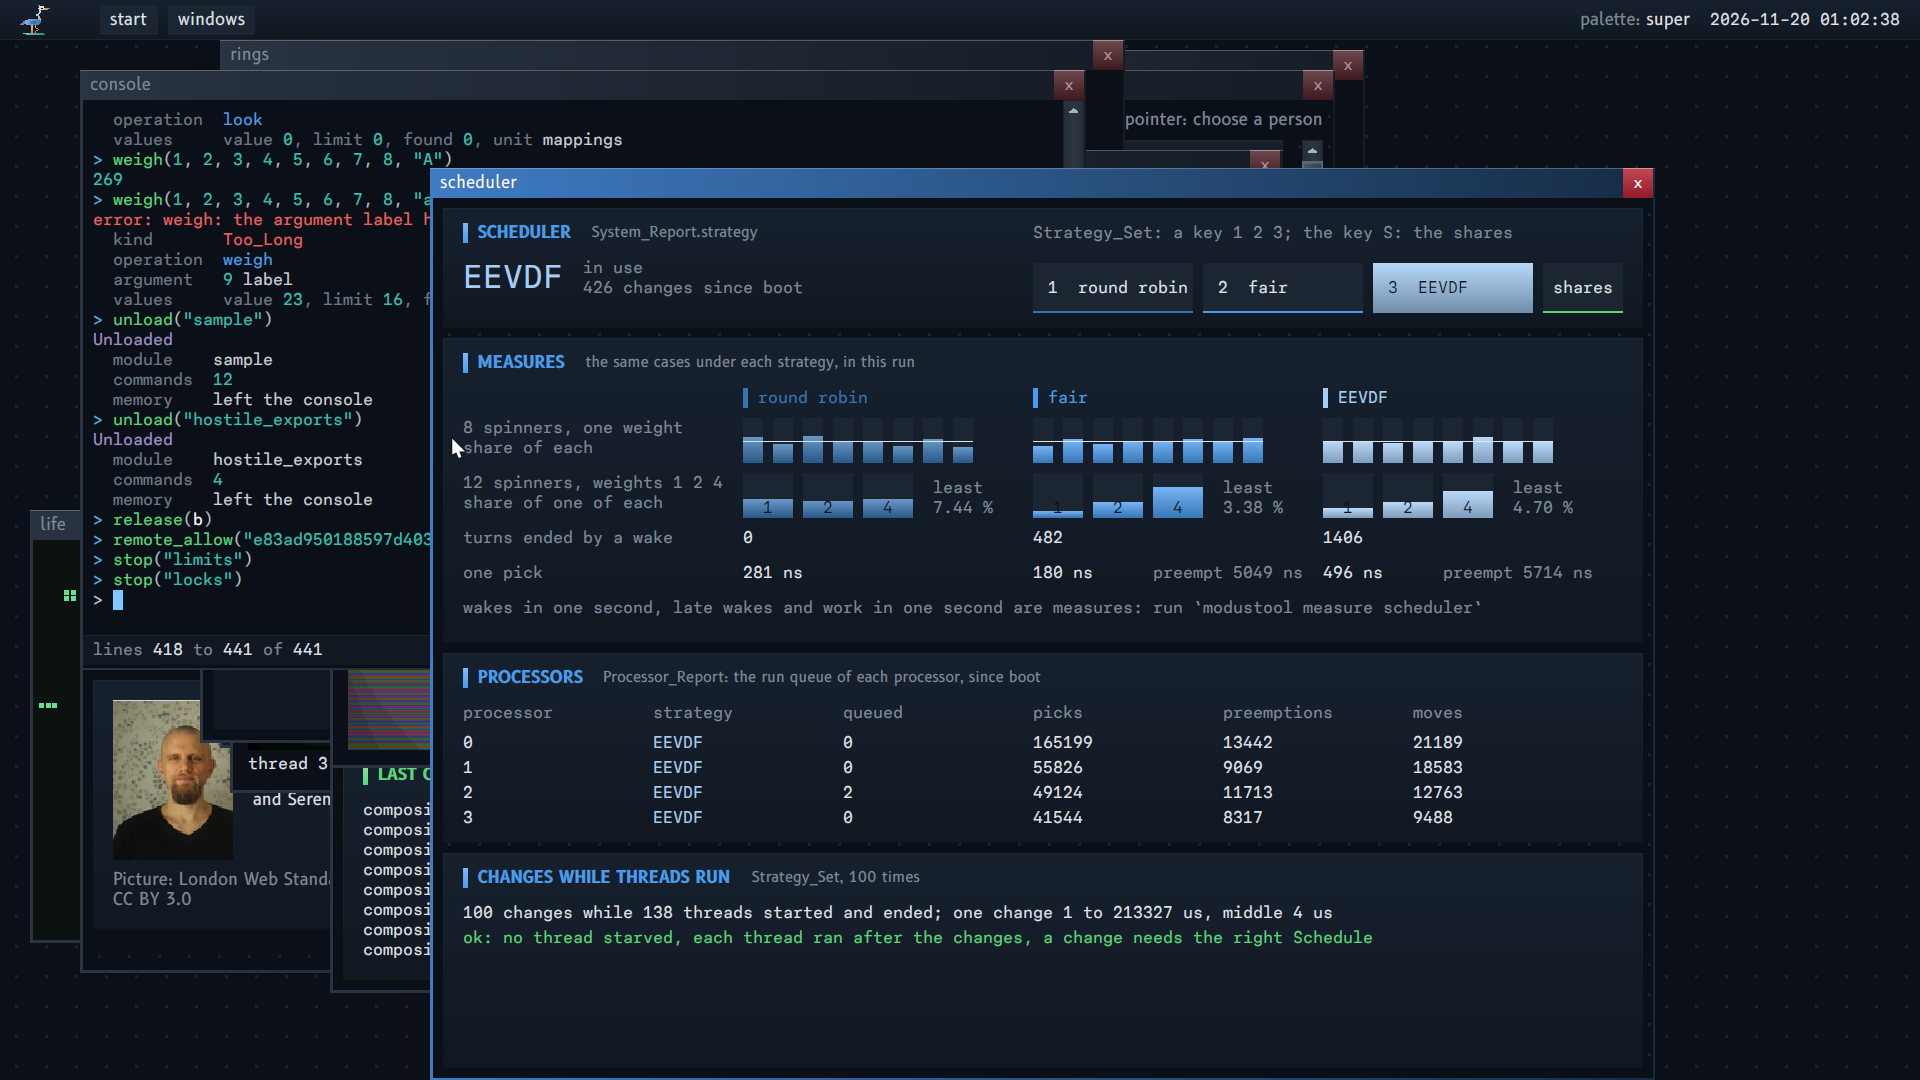 start windows palette: super 2026-11-20 01:02:38
rings x
x
console x
x
operation look
values value 0, limit 0, found 0, unit mappings
> weigh(1, 2, 3, 4, 5, 6, 7, 8, "A")
269
> weigh(1, 2, 3, 4, 5, 6, 7, 8, "a
error: weigh: the argument label h
kind Too_Long
operation weigh
argument 9 label
values value 23, limit 16, f
> unload("sample")
Unloaded
module sample
commands 12
memory left the console
> unload("hostile_exports")
Unloaded
module hostile_exports
commands 4
memory left the console
> release(b)
> remote_allow("e83ad950188597d403
> stop("limits")
> stop("locks")
>
lines 418 to 441 of 441
pointer: choose a person
x
life
thread 3
and Seren
Picture: London Web Standa
CC BY 3.0
LAST C
composi
composi
composi
composi
composi
composi
composi
composi
scheduler x
SCHEDULER System_Report.strategy
Strategy_Set: a key 1 2 3; the key S: the shares
EEVDF
in use
426 changes since boot
1 round robin 2 fair 3 EEVDF shares
MEASURES the same cases under each strategy, in this run
round robin fair EEVDF
8 spinners, one weight
share of each
12 spinners, weights 1 2 4
share of one of each
1 2 4 least 7.44 %
1 2 4 least 3.38 %
1 2 4 least 4.70 %
turns ended by a wake 0 482 1406
one pick 281 ns 180 ns preempt 5049 ns 496 ns preempt 5714 ns
wakes in one second, late wakes and work in one second are measures: run `modustool measure scheduler`
PROCESSORS Processor_Report: the run queue of each processor, since boot
processor strategy queued picks preemptions moves
0 EEVDF 0 165199 13442 21189
1 EEVDF 0 55826 9069 18583
2 EEVDF 2 49124 11713 12763
3 EEVDF 0 41544 8317 9488
CHANGES WHILE THREADS RUN Strategy_Set, 100 times
100 changes while 138 threads started and ended; one change 1 to 213327 us, middle 4 us
ok: no thread starved, each thread ran after the changes, a change needs the right Schedule